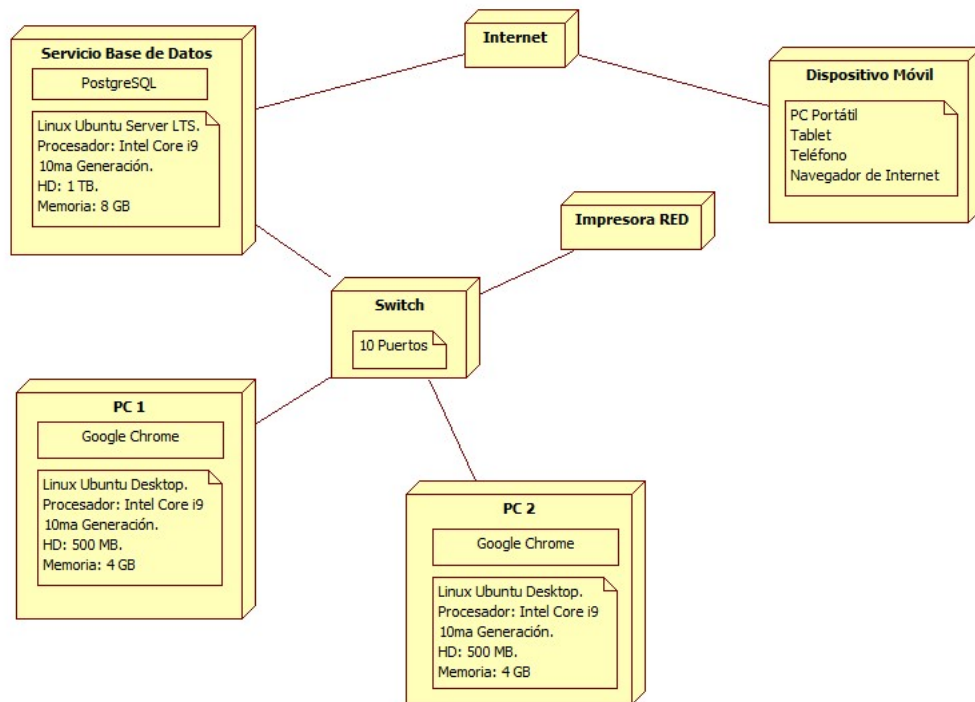 Servicio Base de Datos
PostgreSQL
Linux Ubuntu Server LTS.
Procesador: Intel Core i9
10ma Generación.
HD: 1 TB.
Memoria: 8 GB
Internet
Dispositivo Móvil
PC Portátil
Tablet
Teléfono
Navegador de Internet
Impresora RED
Switch
10 Puertos
PC 1
Google Chrome
Linux Ubuntu Desktop.
Procesador: Intel Core i9
10ma Generación.
HD: 500 MB.
Memoria: 4 GB
PC 2
Google Chrome
Linux Ubuntu Desktop.
Procesador: Intel Core i9
10ma Generación.
HD: 500 MB.
Memoria: 4 GB